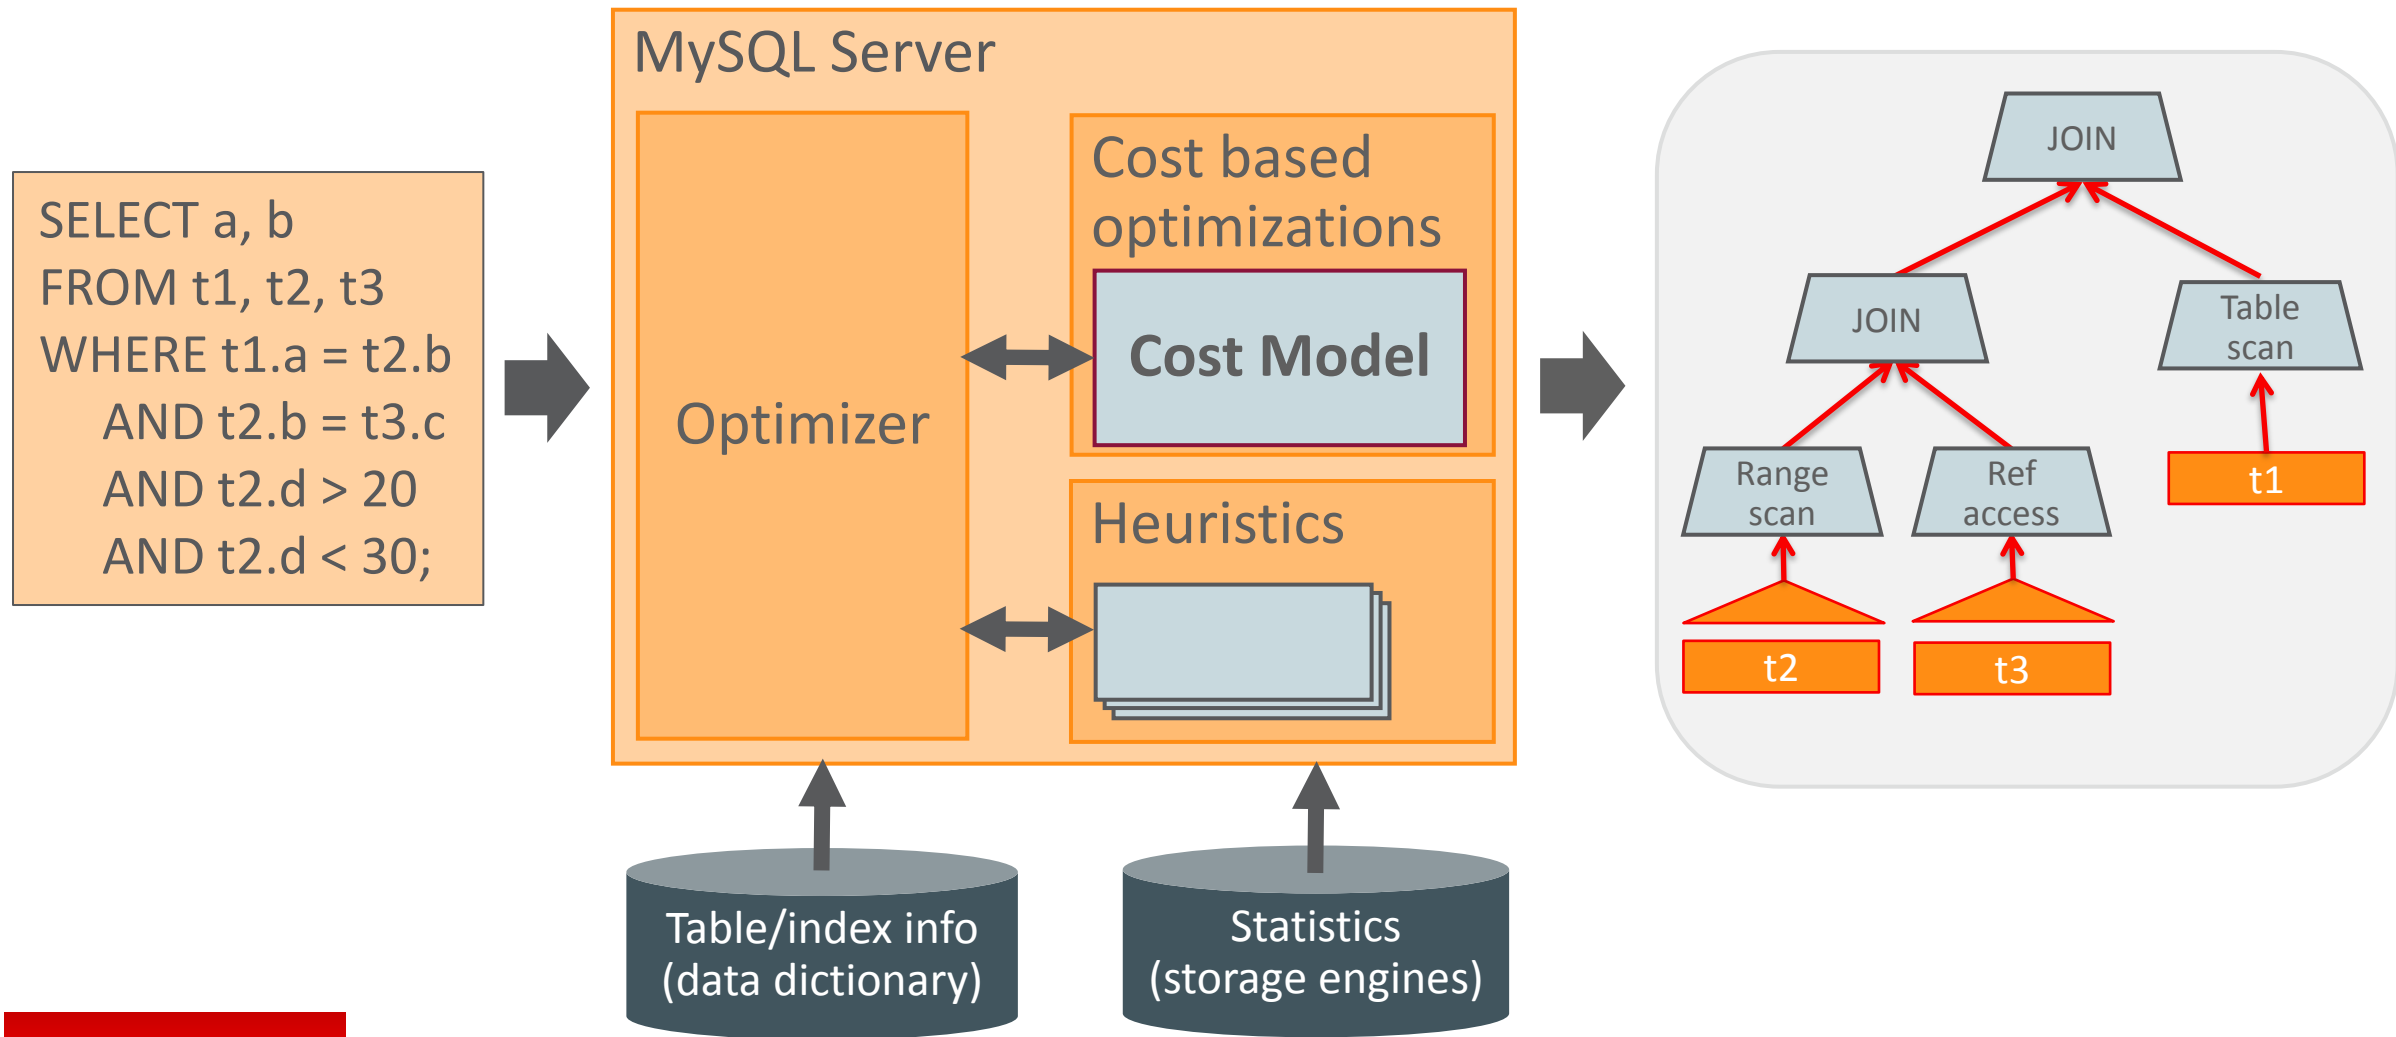 SELECT a, b
FROM t1, t2, t3
WHERE t1.a = t2.b
AND t2.b = t3.c
AND t2.d > 20
AND t2.d < 30;
MySQL Server
Optimizer
Cost based
optimizations
Cost Model
Heuristics
Table/index info
(data dictionary)
Statistics
(storage engines)
JOIN
JOIN
Table
scan
Range
scan
Ref
access
t1
t2
t3